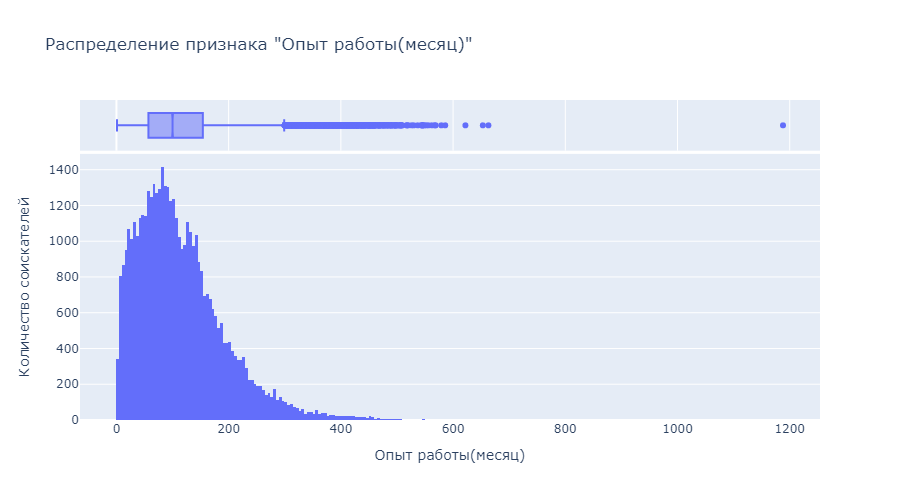 Распределение признака "Опыт работы(месяц)"
1400
1200
1000
800
600
400
200
0
Количество соискателей
0 200 400 600 800 1000 1200
Опыт работы(месяц)